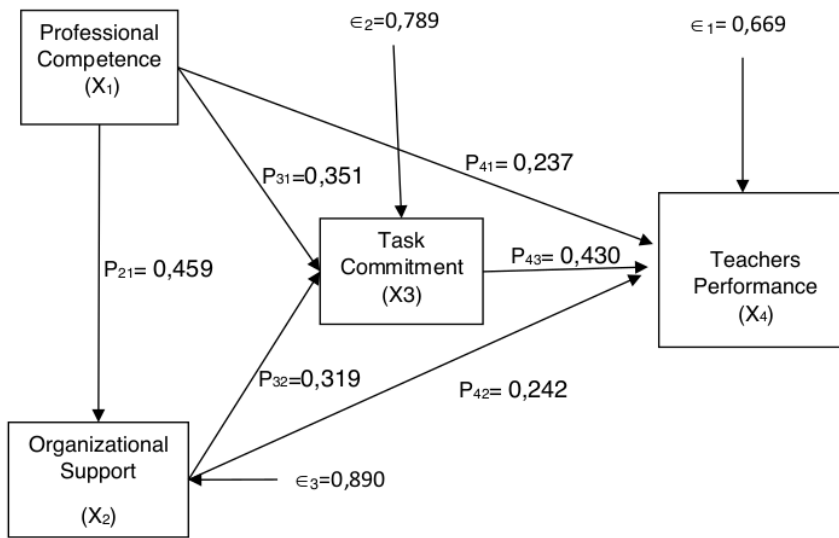 Professional
Competence
(X₁)
∈₂=0,789
∈₁= 0,669
P₃₁=0,351
P₄₁= 0,237
Task
Commitment
(X3)
P₄₃= 0,430
Teachers
Performance
(X₄)
P₂₁= 0,459
P₃₂=0,319
P₄₂= 0,242
Organizational
Support
(X₂)
∈₃=0,890